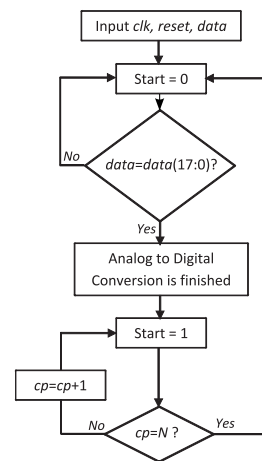 Input clk, reset, data
Start = 0
No
data=data(17:0)?
Yes
Analog to Digital
Conversion is finished
Start = 1
cp=cp+1
No
cp=N ?
Yes